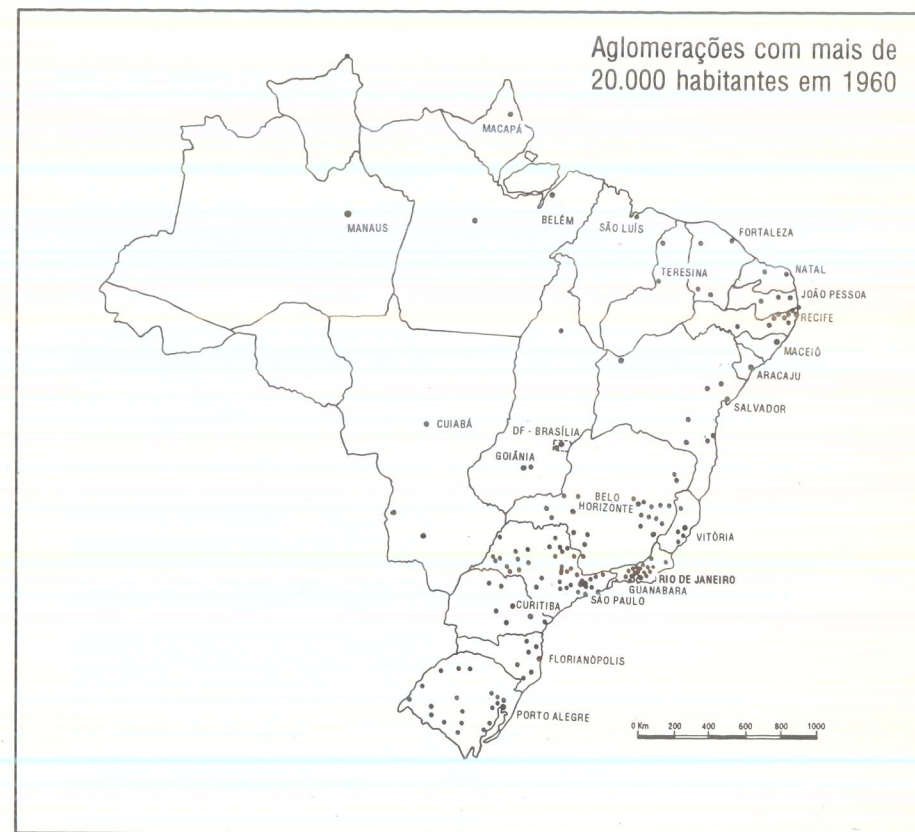 Aglomerações com mais de
20.000 habitantes em 1960
MACAPÁ
MANAUS
BELÉM
SÃO LUÍS
FORTALEZA
TERESINA
NATAL
JOÃO PESSOA
RECIFE
MACEIÓ
ARACAJU
SALVADOR
CUIABÁ
DF - BRASÍLIA
GOIÂNIA
BELO
HORIZONTE
VITÓRIA
RIO DE JANEIRO
GUANABARA
SÃO PAULO
CURITIBA
FLORIANÓPOLIS
PORTO ALEGRE
0 Km 200 400 600 800 1000